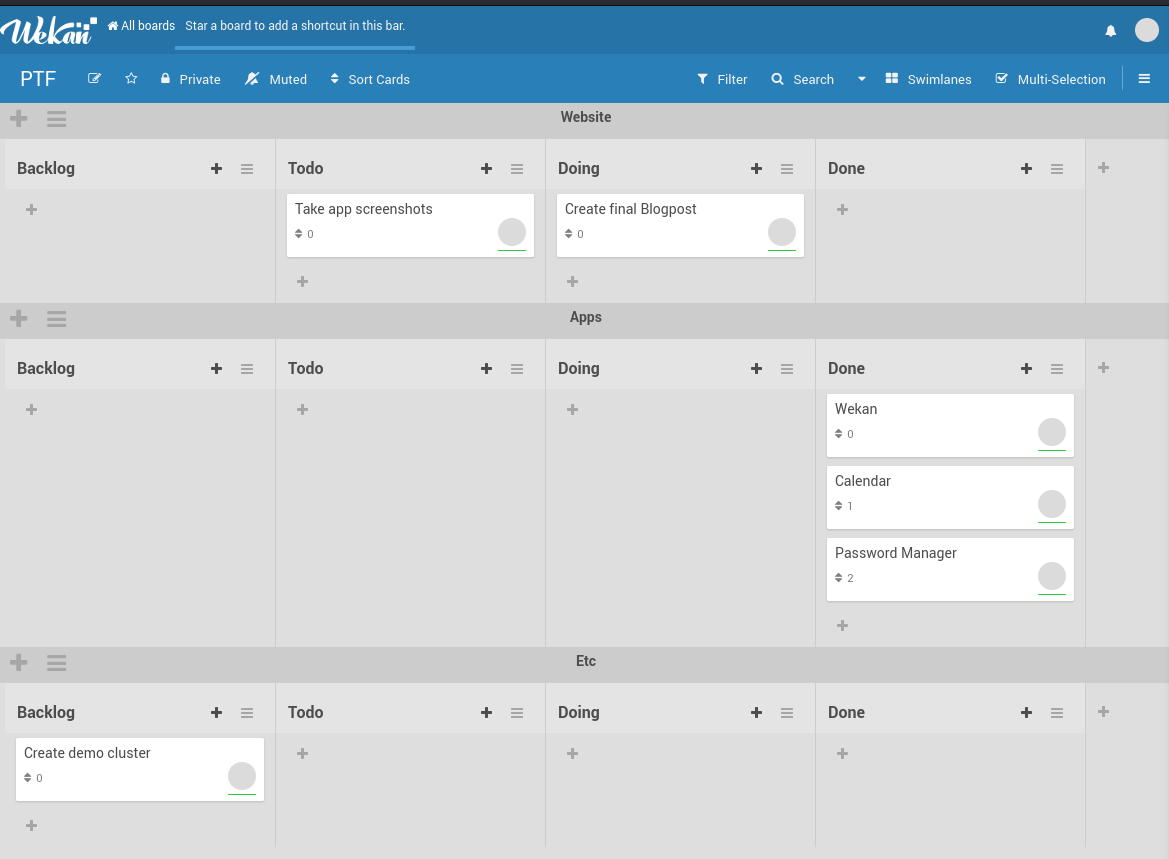 Wekan All boards Star a board to add a shortcut in this bar.
PTF Private Muted Sort Cards Filter Search Swimlanes Multi-Selection
Website
Backlog Todo Doing Done
Take app screenshots Create final Blogpost
0 0
Apps
Backlog Todo Doing Done
Wekan
0
Calendar
1
Password Manager
2
Etc
Backlog Todo Doing Done
Create demo cluster
0